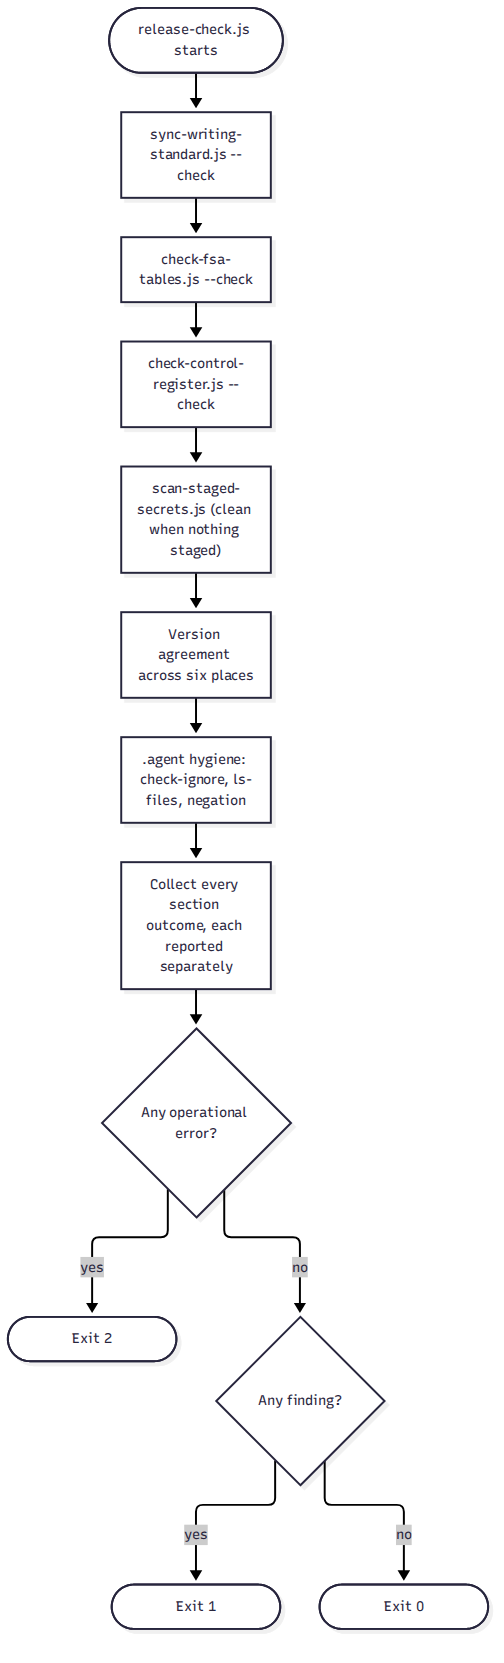 release-check.js
starts
sync-writing-
standard.js --
check
check-fsa-
tables.js --check
check-control-
register.js --
check
scan-staged-
secrets.js (clean
when nothing
staged)
Version
agreement
across six places
.agent hygiene:
check-ignore, ls-
files, negation
Collect every
section
outcome, each
reported
separately
Any operational
error?
yes
no
Exit 2
Any finding?
yes
no
Exit 1
Exit 0